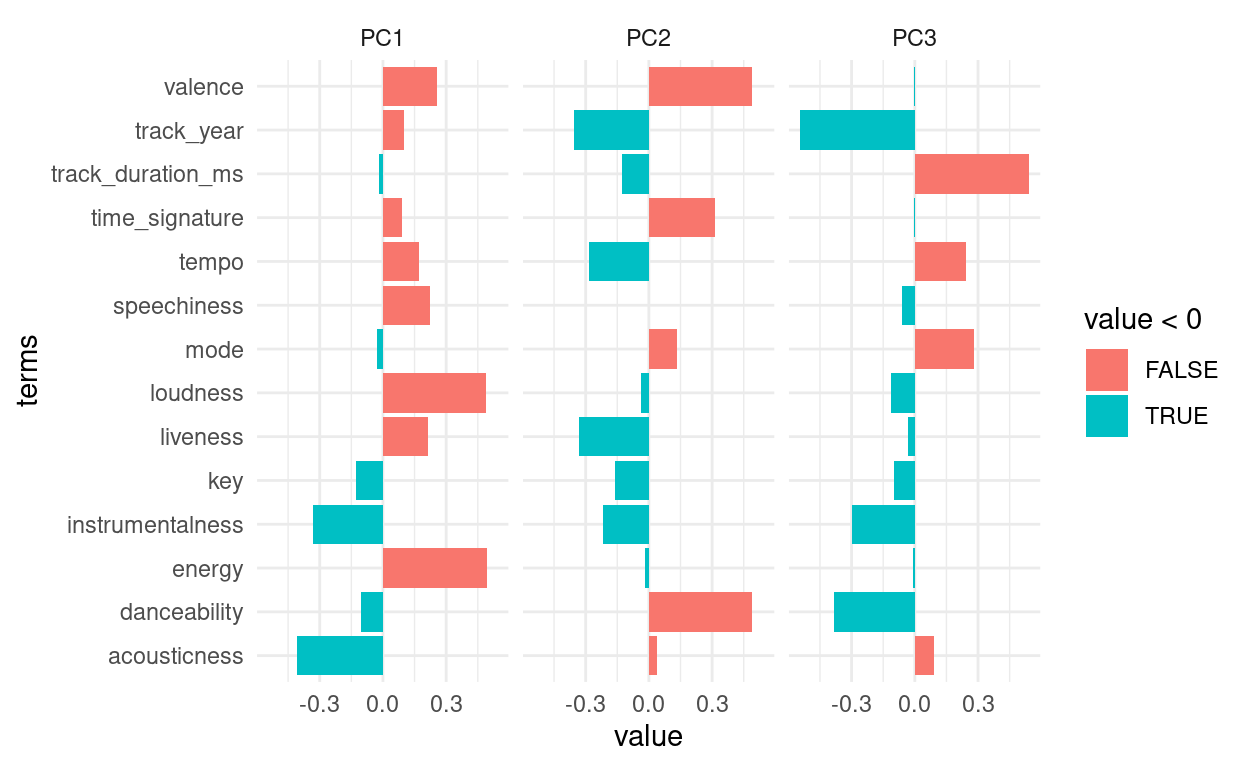 PC1 PC2 PC3
valence
track_year
track_duration_ms
time_signature
tempo
speechiness
mode
loudness
liveness
key
instrumentalness
energy
danceability
acousticness
terms
-0.3 0.0 0.3 -0.3 0.0 0.3 -0.3 0.0 0.3
value
value < 0
FALSE
TRUE